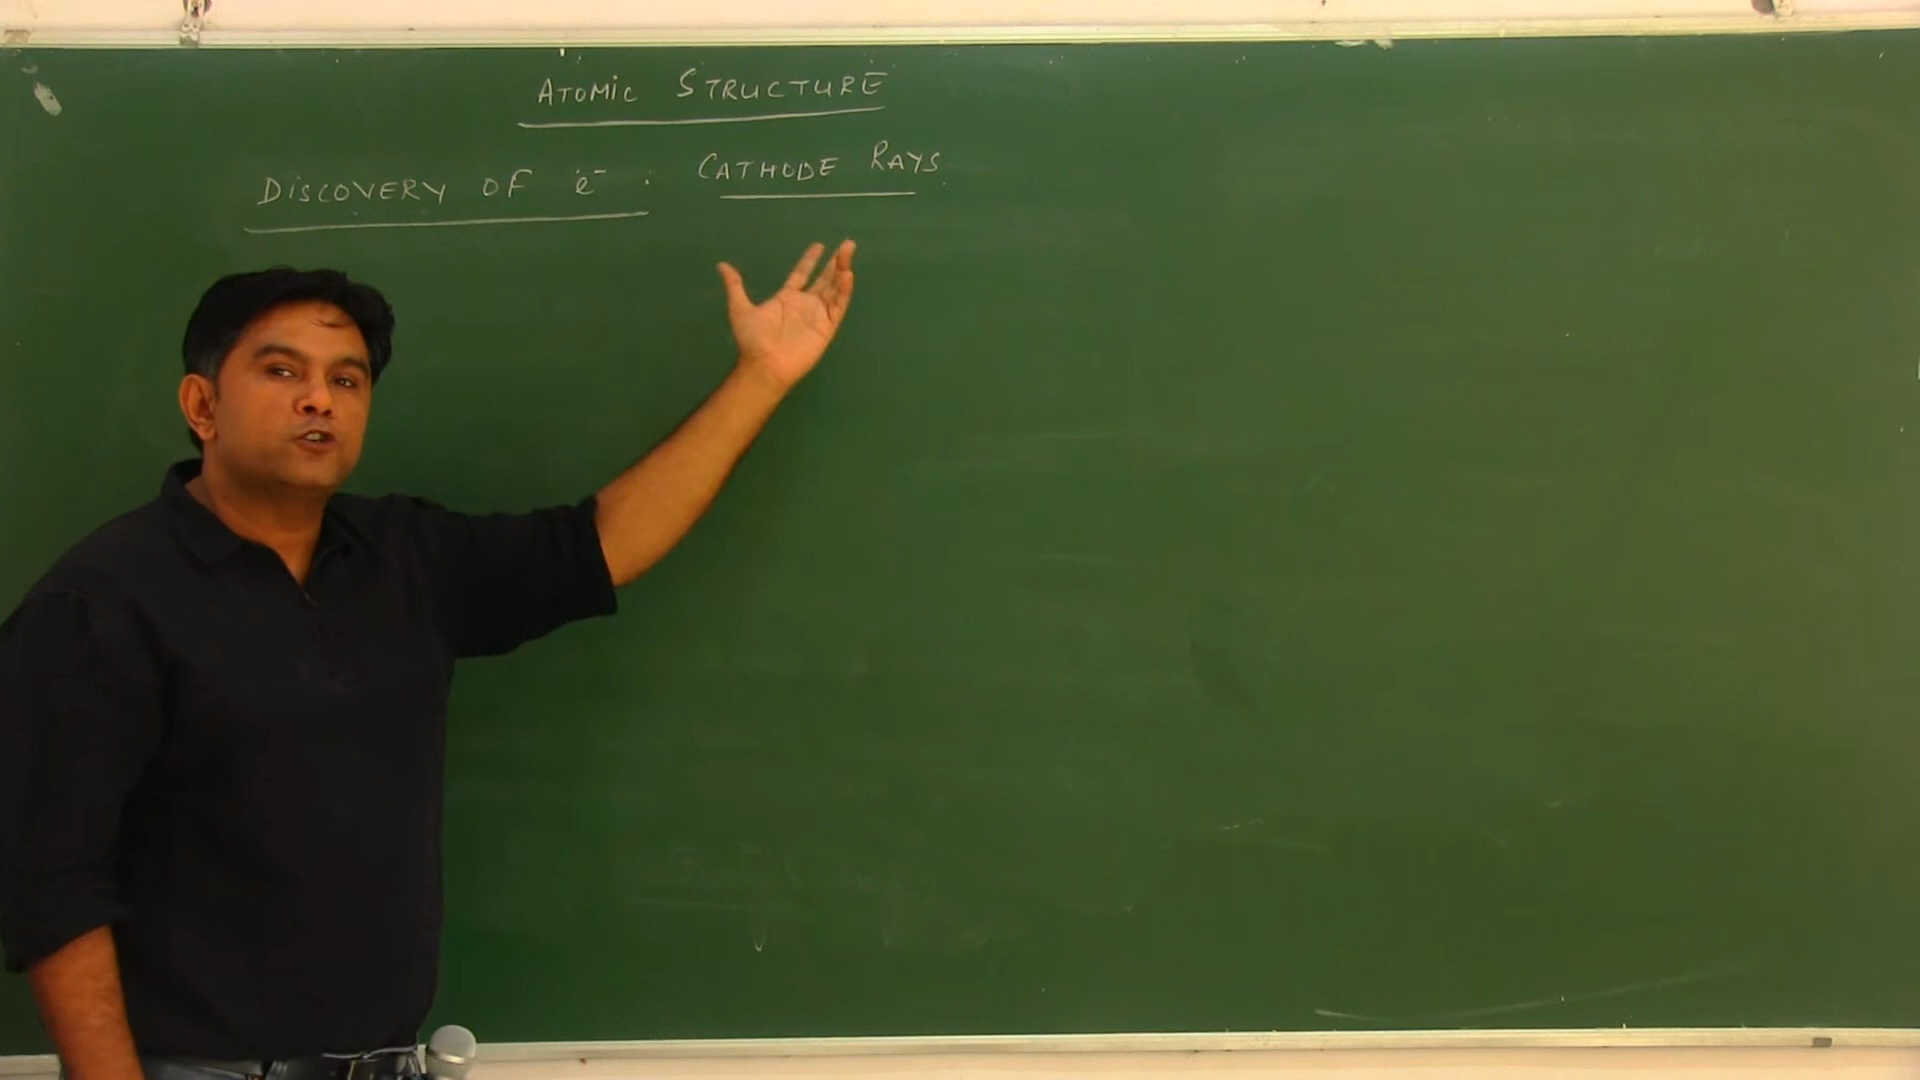 ATOMIC STRUCTURE
DISCOVERY OF e⁻ : CATHODE RAYS